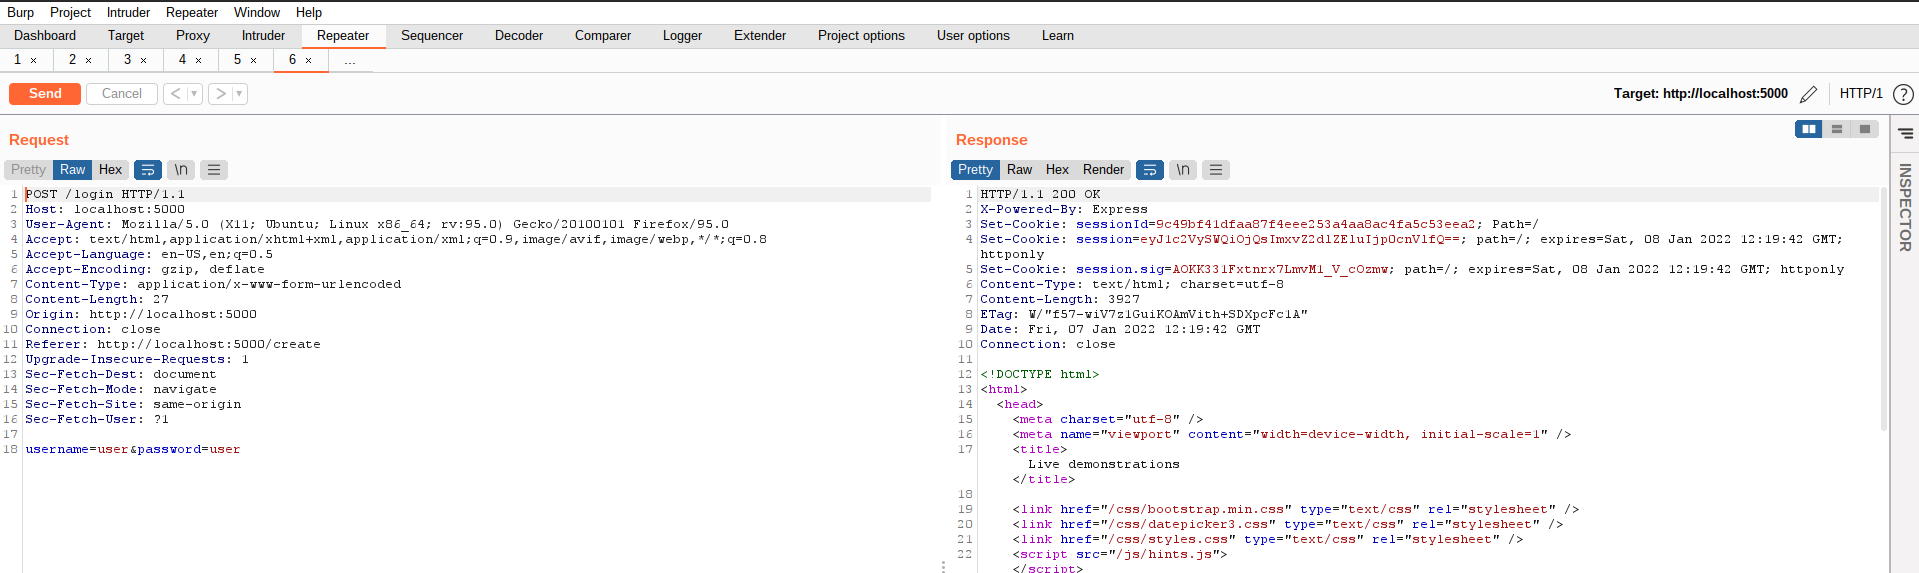 Burp Project Intruder Repeater Window Help
Dashboard Target Proxy Intruder Repeater Sequencer Decoder Comparer Logger Extender Project options User options Learn
1 × 2 × 3 × 4 × 5 × 6 × ...
Send Cancel < ▼ > ▼ Target: http://localhost:5000 HTTP/1 ?
Request
Pretty Raw Hex \n
1 POST /login HTTP/1.1
2 Host: localhost:5000
3 User-Agent: Mozilla/5.0 (X11; Ubuntu; Linux x86_64; rv:95.0) Gecko/20100101 Firefox/95.0
4 Accept: text/html,application/xhtml+xml,application/xml;q=0.9,image/avif,image/webp,*/*;q=0.8
5 Accept-Language: en-US,en;q=0.5
6 Accept-Encoding: gzip, deflate
7 Content-Type: application/x-www-form-urlencoded
8 Content-Length: 27
9 Origin: http://localhost:5000
10 Connection: close
11 Referer: http://localhost:5000/create
12 Upgrade-Insecure-Requests: 1
13 Sec-Fetch-Dest: document
14 Sec-Fetch-Mode: navigate
15 Sec-Fetch-Site: same-origin
16 Sec-Fetch-User: ?1
17
18 username=user&password=user
Response
Pretty Raw Hex Render \n
1 HTTP/1.1 200 OK
2 X-Powered-By: Express
3 Set-Cookie: sessionId=9c49bf41dfaa87f4eee253a4aa8ac4fa5c53eea2; Path=/
4 Set-Cookie: session=eyJ1c2VySWQiOjQsImxvZ2dlZEluIjp0cnVlfQ==; path=/; expires=Sat, 08 Jan 2022 12:19:42 GMT;
httponly
5 Set-Cookie: session.sig=AOKK331Fxtnrx7LmvM1_V_cOzmw; path=/; expires=Sat, 08 Jan 2022 12:19:42 GMT; httponly
6 Content-Type: text/html; charset=utf-8
7 Content-Length: 3927
8 ETag: W/"f57-wiV7z1GuiKOAmVith+SDXpcFc1A"
9 Date: Fri, 07 Jan 2022 12:19:42 GMT
10 Connection: close
11
12 <!DOCTYPE html>
13 <html>
14 <head>
15 <meta charset="utf-8" />
16 <meta name="viewport" content="width=device-width, initial-scale=1" />
17 <title>
Live demonstrations
</title>
18
19 <link href="/css/bootstrap.min.css" type="text/css" rel="stylesheet" />
20 <link href="/css/datepicker3.css" type="text/css" rel="stylesheet" />
21 <link href="/css/styles.css" type="text/css" rel="stylesheet" />
22 <script src="/js/hints.js">
</script>
INSPECTOR